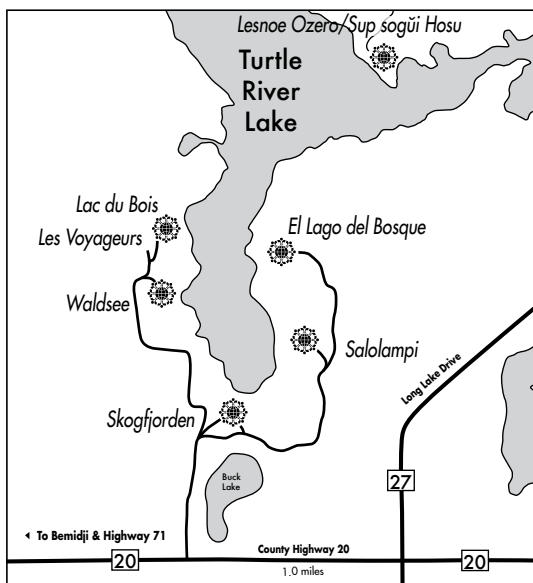 Lesnoe Ozero/Sup sogŭi Hosu
Turtle
River
Lake
Lac du Bois
Les Voyageurs
El Lago del Bosque
Waldsee
Salolampi
Long Lake Drive
Skogfjorden
Buck
Lake
27
To Bemidji & Highway 71
County Highway 20
20
20
1.0 miles